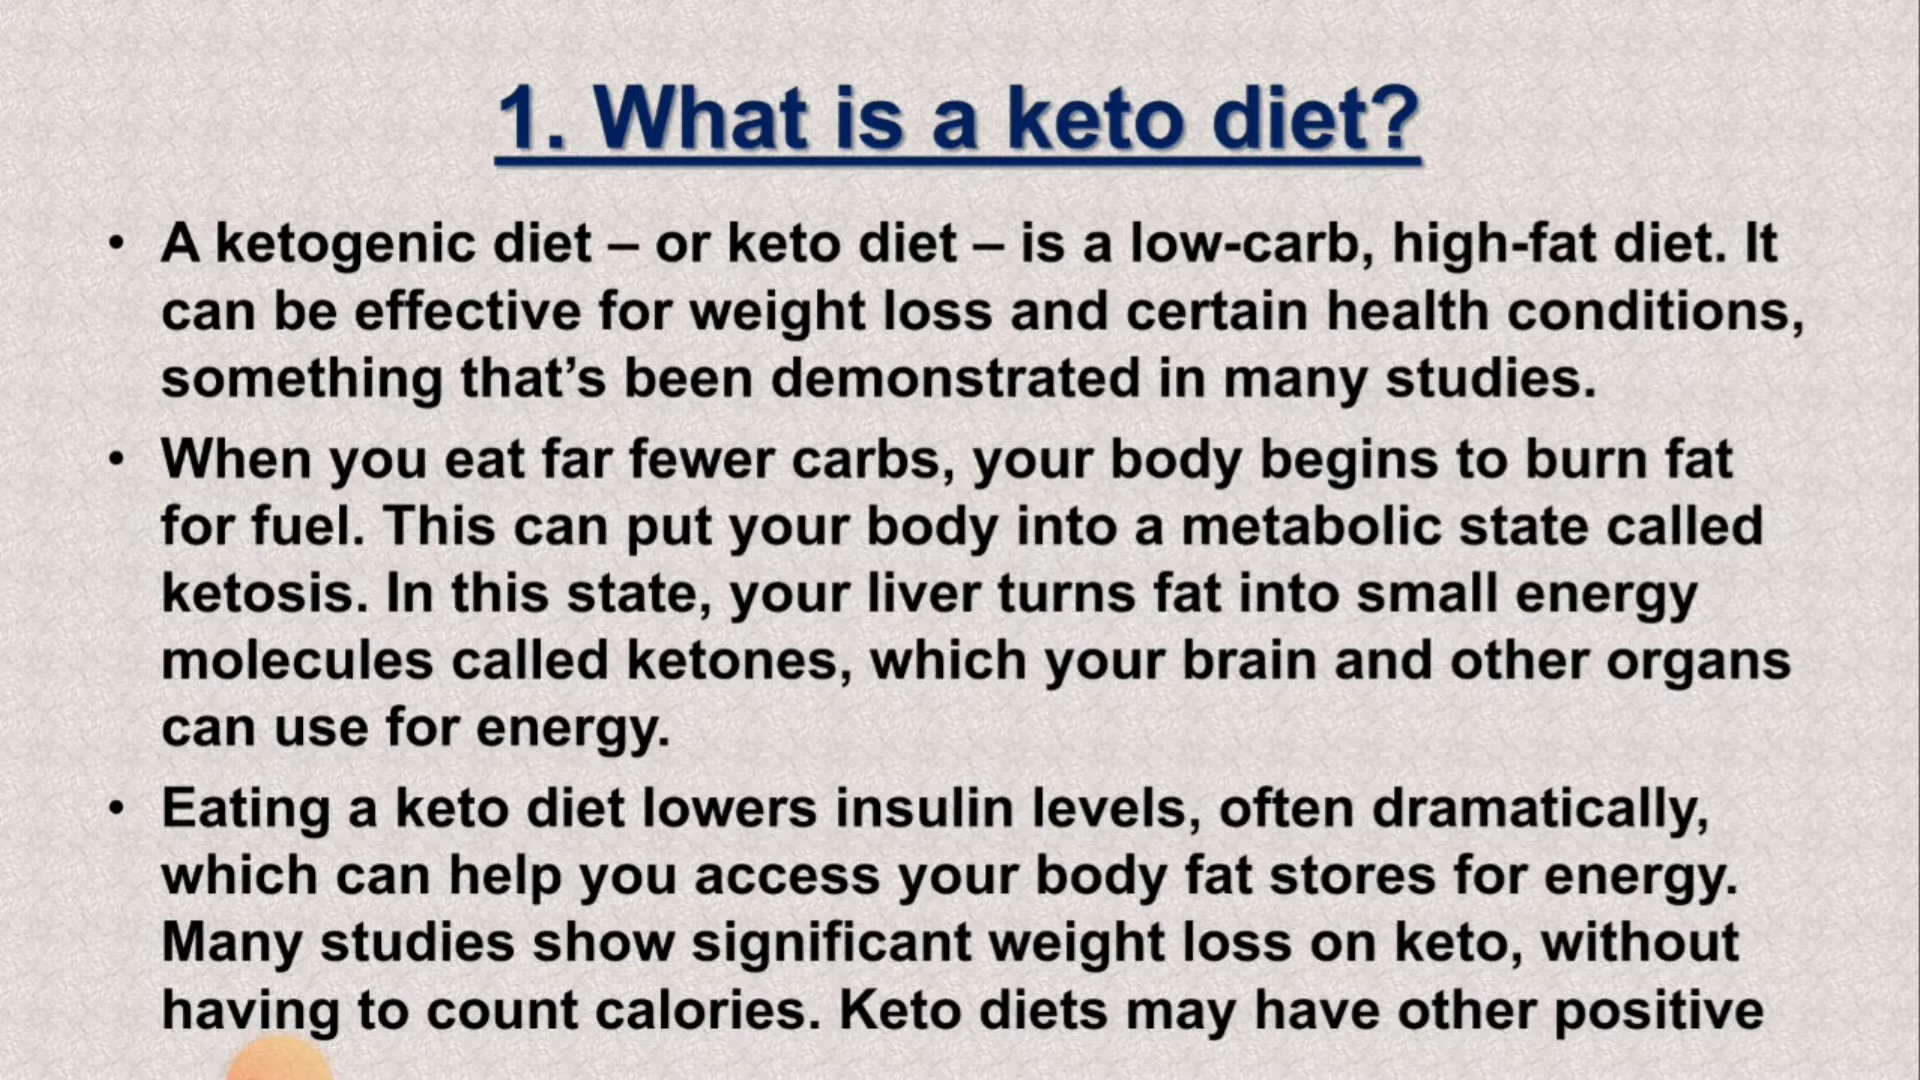 1. What is a keto diet?
• A ketogenic diet – or keto diet – is a low-carb, high-fat diet. It
can be effective for weight loss and certain health conditions,
something that’s been demonstrated in many studies.
• When you eat far fewer carbs, your body begins to burn fat
for fuel. This can put your body into a metabolic state called
ketosis. In this state, your liver turns fat into small energy
molecules called ketones, which your brain and other organs
can use for energy.
• Eating a keto diet lowers insulin levels, often dramatically,
which can help you access your body fat stores for energy.
Many studies show significant weight loss on keto, without
having to count calories. Keto diets may have other positive